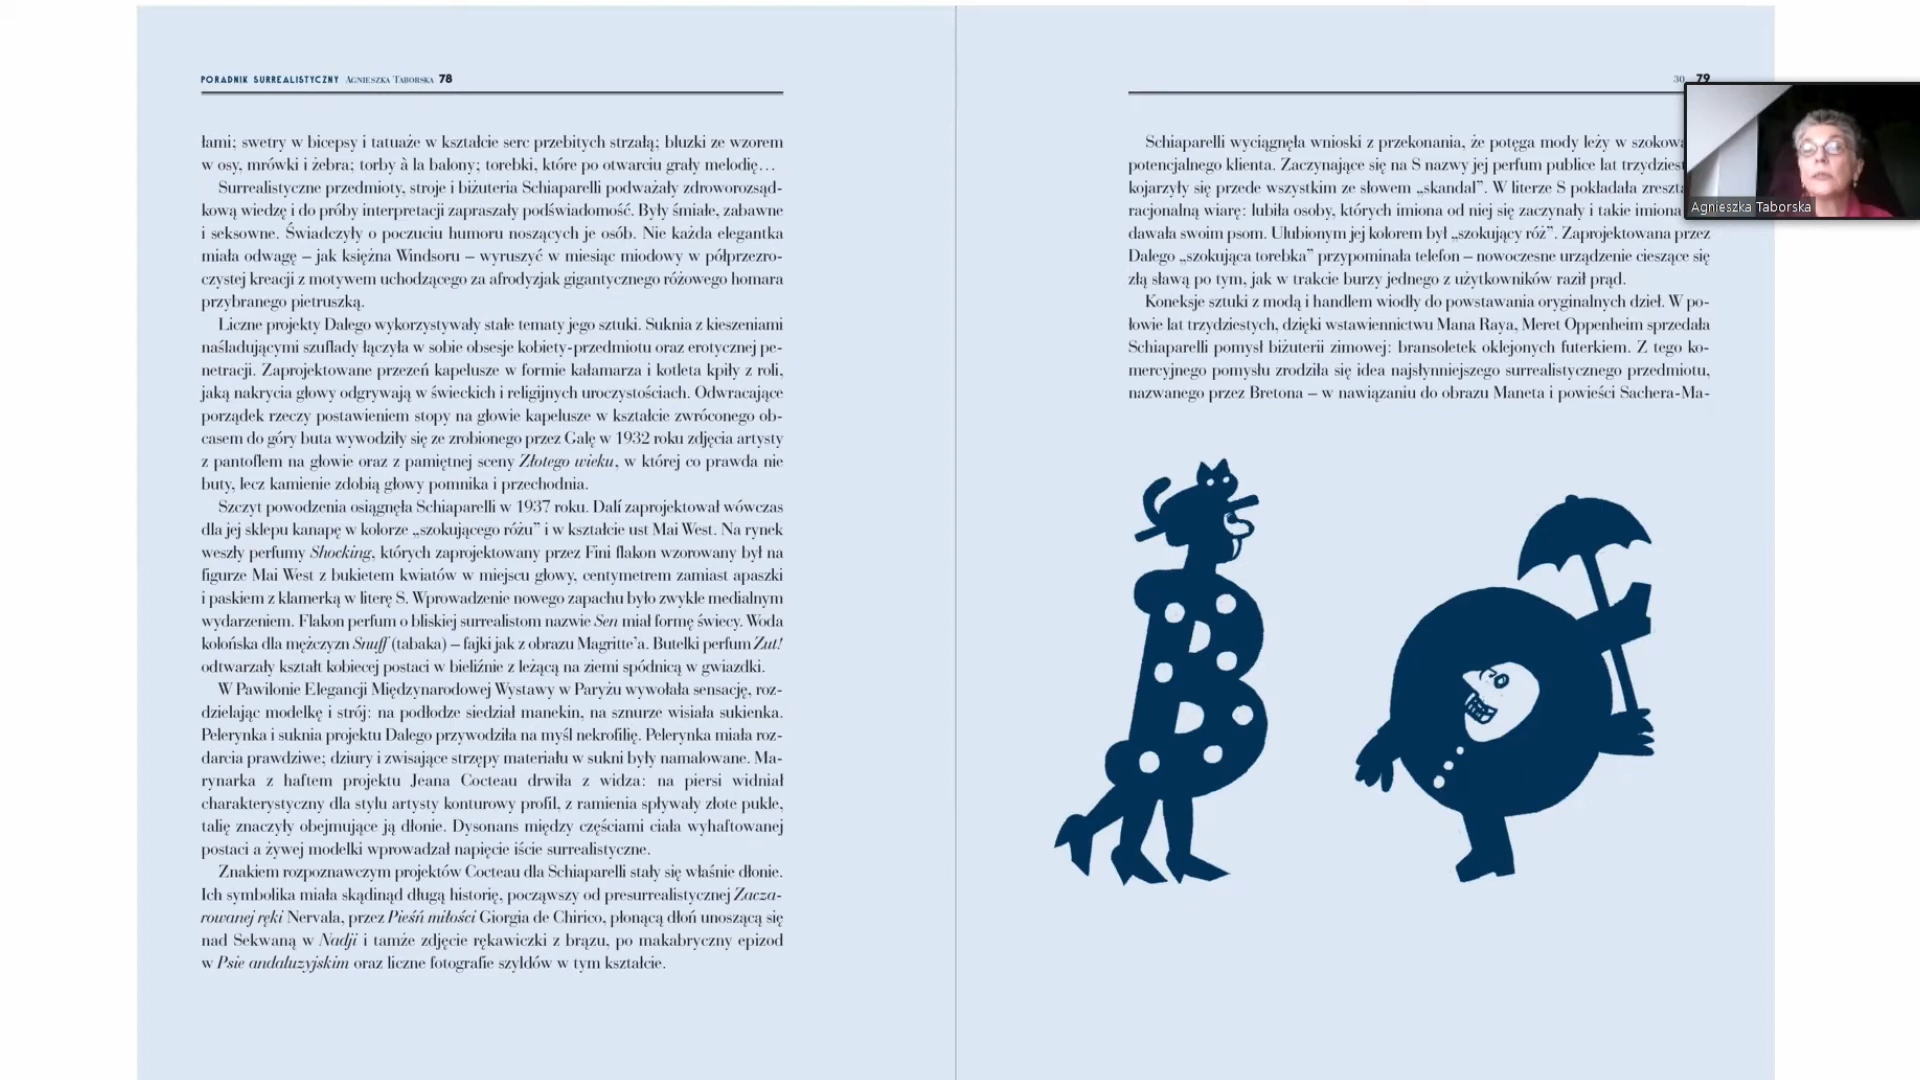 PORADNIK SURREALISTYCZNY AGNIESZKA TABORSKA 78
łami; swetry w bicepsy i tatuaże w kształcie serc przebitych strzałą; bluzki ze wzorem
w osy, mrówki i żebra; torby à la balony; torebki, które po otwarciu grały melodię…
Surrealistyczne przedmioty, stroje i biżuteria Schiaparelli podważały zdroworozsąd-
kową wiedzę i do próby interpretacji zapraszały podświadomość. Były śmiałe, zabawne
i seksowne. Świadczyły o poczuciu humoru noszących je osób. Nie każda elegantka
miała odwagę – jak księżna Windsoru – wyruszyć w miesiąc miodowy w półprzezro-
czystej kreacji z motywem uchodzącego za afrodyzjak gigantycznego różowego homara
przybranego pietruszką.
Liczne projekty Dalego wykorzystywały stałe tematy jego sztuki. Suknia z kieszeniami
naśladującymi szuflady łączyła w sobie obsesje kobiety-przedmiotu oraz erotycznej pe-
netracji. Zaprojektowane przezeń kapelusze w formie kałamarza i kotleta kpiły z roli,
jaką nakrycia głowy odgrywają w świeckich i religijnych uroczystościach. Odwracające
porządek rzeczy postawieniem stopy na głowie kapelusze w kształcie zwróconego ob-
casem do góry buta wywodziły się ze zrobionego przez Galę w 1932 roku zdjęcia artysty
z pantoflem na głowie oraz z pamiętnej sceny Złotego wieku, w której co prawda nie
buty, lecz kamienie zdobią głowy pomnika i przechodnia.
Szczyt powodzenia osiągnęła Schiaparelli w 1937 roku. Dalí zaprojektował wówczas
dla jej sklepu kanapę w kolorze „szokującego różu” i w kształcie ust Mai West. Na rynek
weszły perfumy Shocking, których zaprojektowany przez Fini flakon wzorowany był na
figurze Mai West z bukietem kwiatów w miejscu głowy, centymetrem zamiast apaszki
i paskiem z klamerką w literę S. Wprowadzenie nowego zapachu było zwykle medialnym
wydarzeniem. Flakon perfum o bliskiej surrealistom nazwie Sen miał formę świecy. Woda
kolońska dla mężczyzn Snuff (tabaka) – fajki jak z obrazu Magritte’a. Butelki perfum Zut!
odtwarzały kształt kobiecej postaci w bieliźnie z leżącą na ziemi spódnicą w gwiazdki.
W Pawilonie Elegancji Międzynarodowej Wystawy w Paryżu wywołała sensację, roz-
dzielając modelkę i strój: na podłodze siedział manekin, na sznurze wisiała sukienka.
Pelerynka i suknia projektu Dalego przywodziła na myśl nekrofilię. Pelerynka miała roz-
darcia prawdziwe; dziury i zwisające strzępy materiału w sukni były namalowane. Ma-
rynarka z haftem projektu Jeana Cocteau drwiła z widza: na piersi widniał
charakterystyczny dla stylu artysty konturowy profil, z ramienia spływały złote pukle,
talię znaczyły obejmujące ją dłonie. Dysonans między częściami ciała wyhaftowanej
postaci a żywej modelki wprowadzał napięcie iście surrealistyczne.
Znakiem rozpoznawczym projektów Cocteau dla Schiaparelli stały się właśnie dłonie.
Ich symbolika miała skądinąd długą historię, począwszy od presurrealistycznej Zacza-
rowanej ręki Nervala, przez Pieśń miłości Giorgia de Chirico, płonącą dłoń unoszącą się
nad Sekwaną w Nadji i tamże zdjęcie rękawiczki z brązu, po makabryczny epizod
w Psie andaluzyjskim oraz liczne fotografie szyldów w tym kształcie.
30 79
Schiaparelli wyciągnęła wnioski z przekonania, że potęga mody leży w
potencjalnego klienta. Zaczynające się na S nazwy jej perfum publice lat
kojarzyły się przede wszystkim ze słowem „skandal”. W literze S pokładała
racjonalną wiarę: lubiła osoby, których imiona od niej się zaczynały i takie imiona
dawała swoim psom. Ulubionym jej kolorem był „szokujący róż”. Zaprojektowana przez
Dalego „szokująca torebka” przypominała telefon – nowoczesne urządzenie cieszące się
złą sławą po tym, jak w trakcie burzy jednego z użytkowników raził prąd.
Koneksje sztuki z modą i handlem wiodły do powstawania oryginalnych dzieł. W po-
łowie lat trzydziestych, dzięki wstawiennictwu Mana Raya, Meret Oppenheim sprzedała
Schiaparelli pomysł biżuterii zimowej: bransoletek oklejonych futerkiem. Z tego ko-
mercyjnego pomysłu zrodziła się idea najsłynniejszego surrealistycznego przedmiotu,
nazwanego przez Bretona – w nawiązaniu do obrazu Maneta i powieści Sachera-Ma-
Agnieszka Taborska